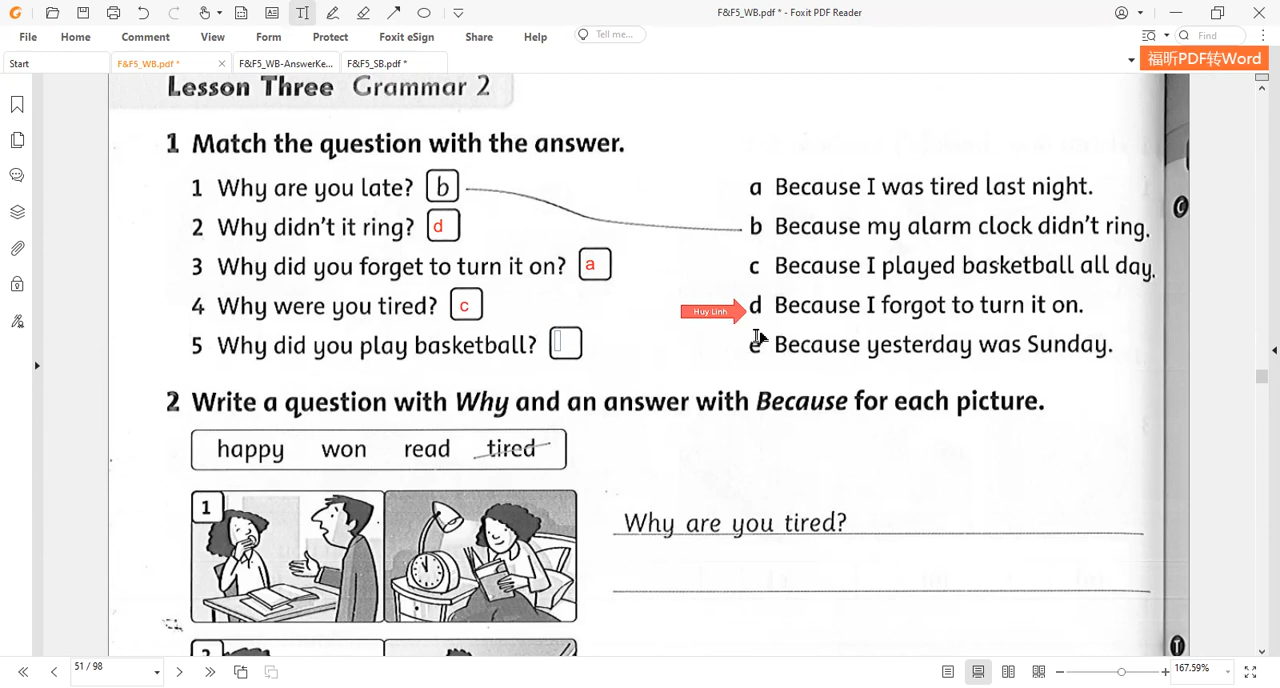 F&F5_WB.pdf * - Foxit PDF Reader
File Home Comment View Form Protect Foxit eSign Share Help Tell me... Find
Start F&F5_WB.pdf * F&F5_WB-AnswerKe... F&F5_SB.pdf * 福昕PDF转Word
Lesson Three Grammar 2
1 Match the question with the answer.
1 Why are you late? b
2 Why didn't it ring? d
3 Why did you forget to turn it on? a
4 Why were you tired? c
5 Why did you play basketball?
a Because I was tired last night.
b Because my alarm clock didn't ring.
c Because I played basketball all day.
Huy Linh
d Because I forgot to turn it on.
e Because yesterday was Sunday.
2 Write a question with Why and an answer with Because for each picture.
happy won read tired
1
Why are you tired?
2
C
T
51 / 98
167.59%